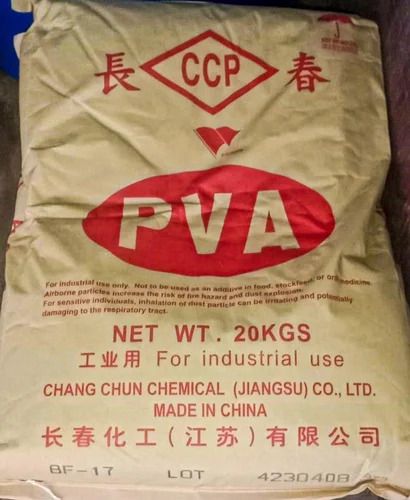 長 CCP 春
PVA
For industrial use only. Not to be used as an additive in food, stockfeed, or oral medicine.
Airborne particles increase the risk of fire hazard and dust explosion.
For sensitive individuals, inhalation of dust particle can be irritating and potentially
damaging to the respiratory tract.
NET WT. 20KGS
工业用 For industrial use
CHANG CHUN CHEMICAL (JIANGSU) CO., LTD.
MADE IN CHINA
长春化工(江苏)有限公司
BF-17 LOT 423040B